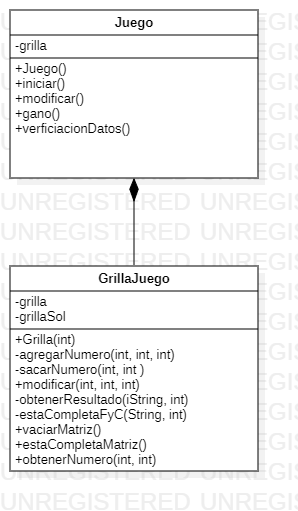 Juego
-grilla
+Juego()
+iniciar()
+modificar()
+gano()
+verficiacionDatos()
UNREGISTERED UNREGIS
UNREGISTERED UNREGIS
GrillaJuego
-grilla
-grillaSol
+Grilla(int)
-agregarNumero(int, int, int)
-sacarNumero(int, int )
+modificar(int, int, int)
-obtenerResultado(iString, int)
-estaCompletaFyC(String, int)
+vaciarMatriz()
+estaCompletaMatriz()
+obtenerNumero(int, int)
UNREGISTERED UNREGIS